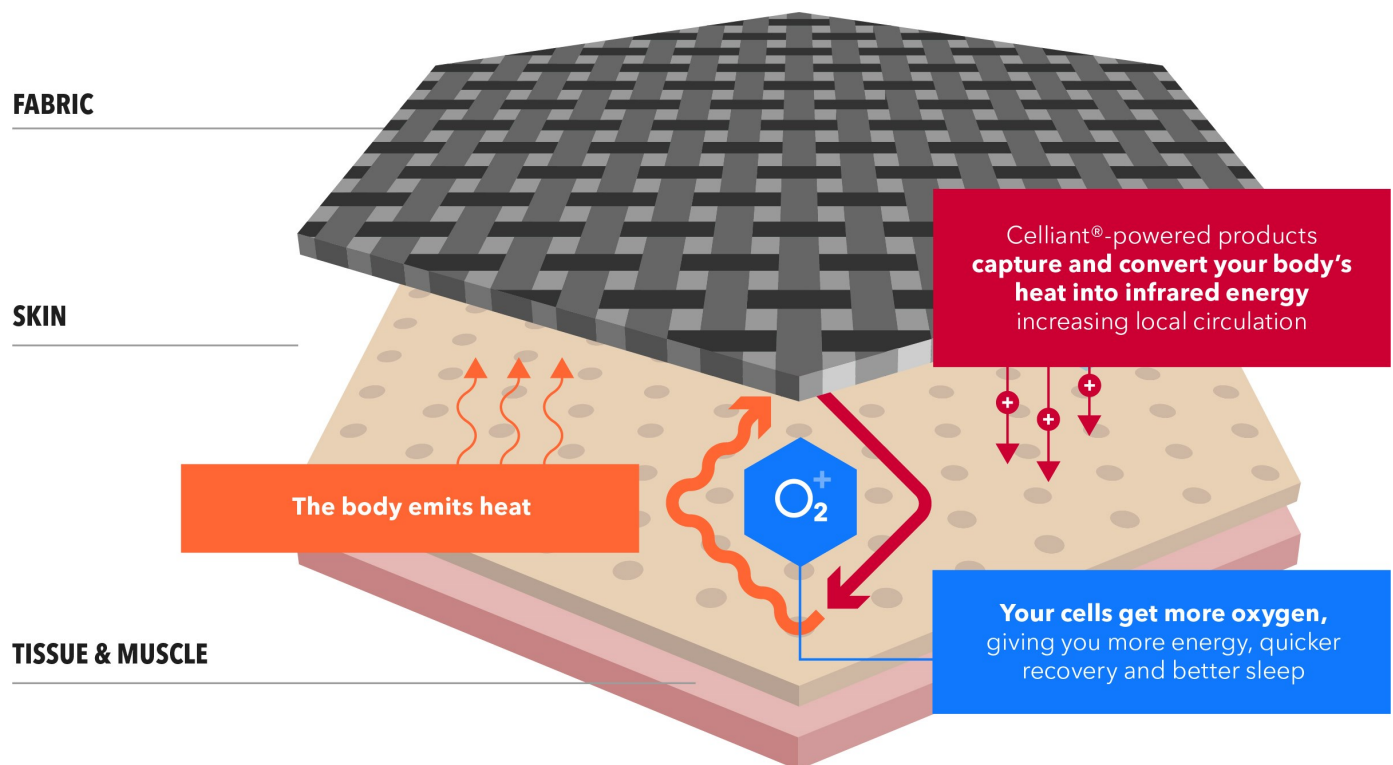 FABRIC
Celliant®-powered products
capture and convert your body's
heat into infrared energy
increasing local circulation
SKIN
The body emits heat
O₂⁺
Your cells get more oxygen,
giving you more energy, quicker
recovery and better sleep
TISSUE & MUSCLE